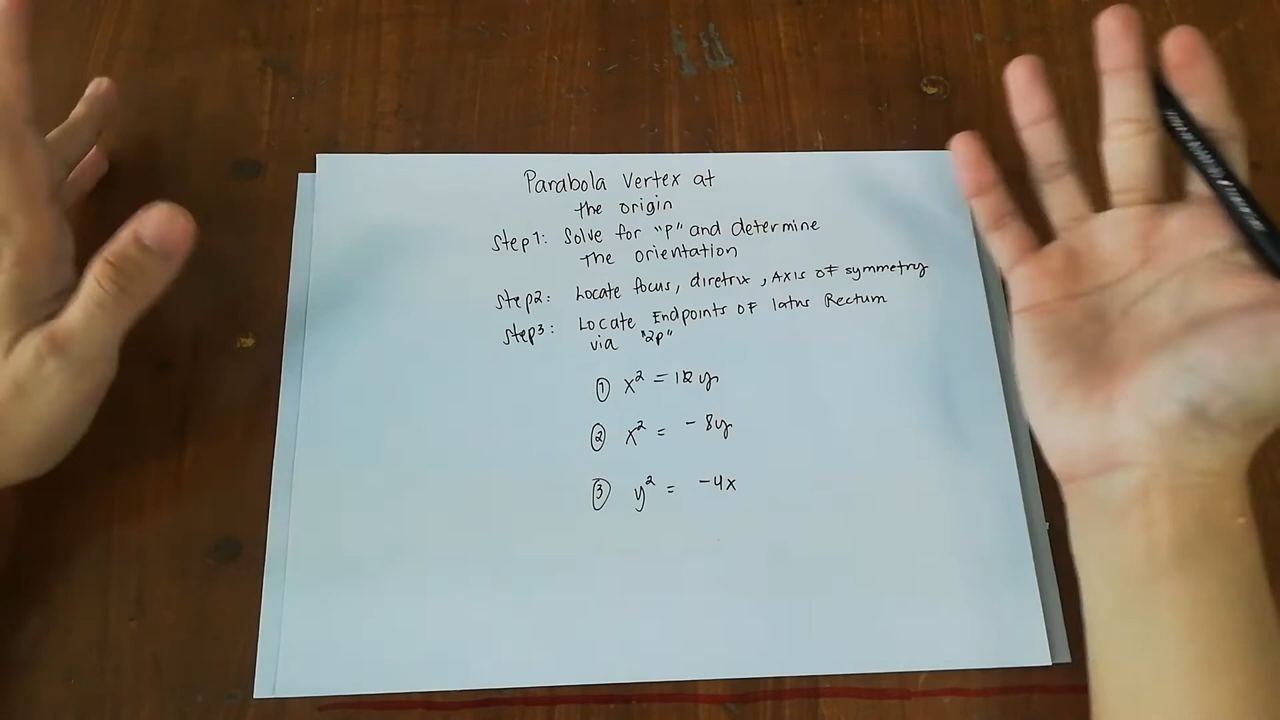 Parabola Vertex at
the origin
Step1: Solve for "P" and determine
the orientation
Step2: Locate focus, diretrix, Axis of symmetry
Step3: Locate Endpoints of latus Rectum
via "2p"
① x² = 12y
② x² = -8y
③ y² = -4x